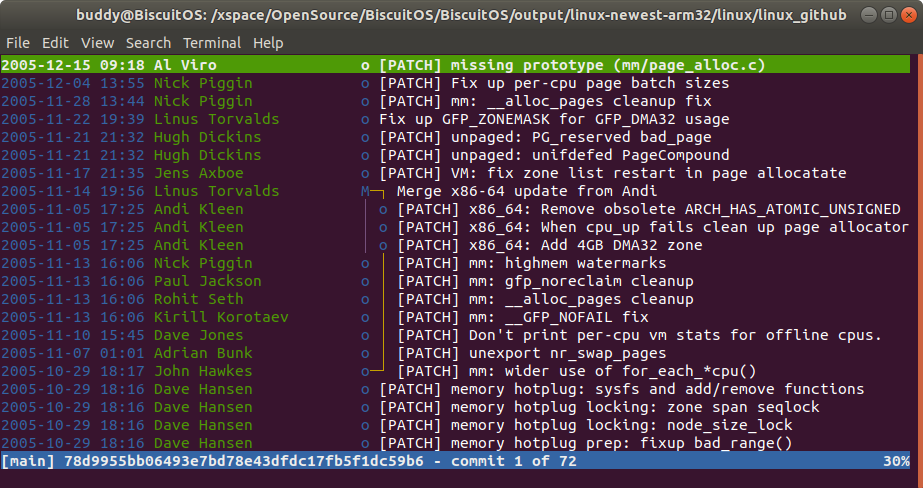 buddy@BiscuitOS: /xspace/OpenSource/BiscuitOS/BiscuitOS/output/linux-newest-arm32/linux/linux_github
File Edit View Search Terminal Help
2005-12-15 09:18 Al Viro o [PATCH] missing prototype (mm/page_alloc.c)
2005-12-04 13:55 Nick Piggin o [PATCH] Fix up per-cpu page batch sizes
2005-11-28 13:44 Nick Piggin o [PATCH] mm: __alloc_pages cleanup fix
2005-11-22 19:39 Linus Torvalds o Fix up GFP_ZONEMASK for GFP_DMA32 usage
2005-11-21 21:32 Hugh Dickins o [PATCH] unpaged: PG_reserved bad_page
2005-11-21 21:32 Hugh Dickins o [PATCH] unpaged: unifdefed PageCompound
2005-11-17 21:35 Jens Axboe o [PATCH] VM: fix zone list restart in page allocatate
2005-11-14 19:56 Linus Torvalds M Merge x86-64 update from Andi
2005-11-05 17:25 Andi Kleen o [PATCH] x86_64: Remove obsolete ARCH_HAS_ATOMIC_UNSIGNED
2005-11-05 17:25 Andi Kleen o [PATCH] x86_64: When cpu_up fails clean up page allocator
2005-11-05 17:25 Andi Kleen o [PATCH] x86_64: Add 4GB DMA32 zone
2005-11-13 16:06 Nick Piggin o [PATCH] mm: highmem watermarks
2005-11-13 16:06 Paul Jackson o [PATCH] mm: gfp_noreclaim cleanup
2005-11-13 16:06 Rohit Seth o [PATCH] mm: __alloc_pages cleanup
2005-11-13 16:06 Kirill Korotaev o [PATCH] mm: __GFP_NOFAIL fix
2005-11-10 15:45 Dave Jones o [PATCH] Don't print per-cpu vm stats for offline cpus.
2005-11-07 01:01 Adrian Bunk o [PATCH] unexport nr_swap_pages
2005-10-29 18:17 John Hawkes o [PATCH] mm: wider use of for_each_*cpu()
2005-10-29 18:16 Dave Hansen o [PATCH] memory hotplug: sysfs and add/remove functions
2005-10-29 18:16 Dave Hansen o [PATCH] memory hotplug locking: zone span seqlock
2005-10-29 18:16 Dave Hansen o [PATCH] memory hotplug locking: node_size_lock
2005-10-29 18:16 Dave Hansen o [PATCH] memory hotplug prep: fixup bad_range()
[main] 78d9955bb06493e7bd78e43dfdc17fb5f1dc59b6 - commit 1 of 72 30%